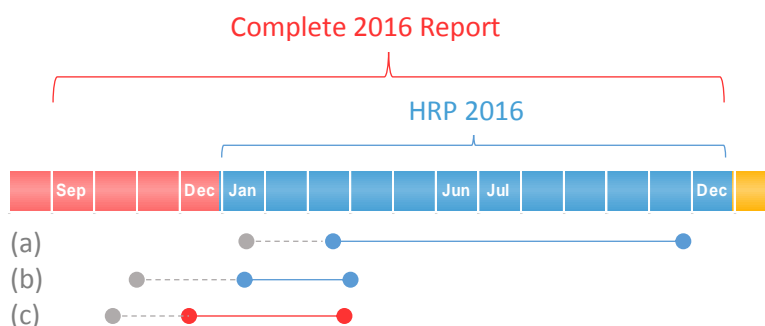 Complete 2016 Report
HRP 2016
Sep Dec Jan Jun Jul Dec
(a)
(b)
(c)